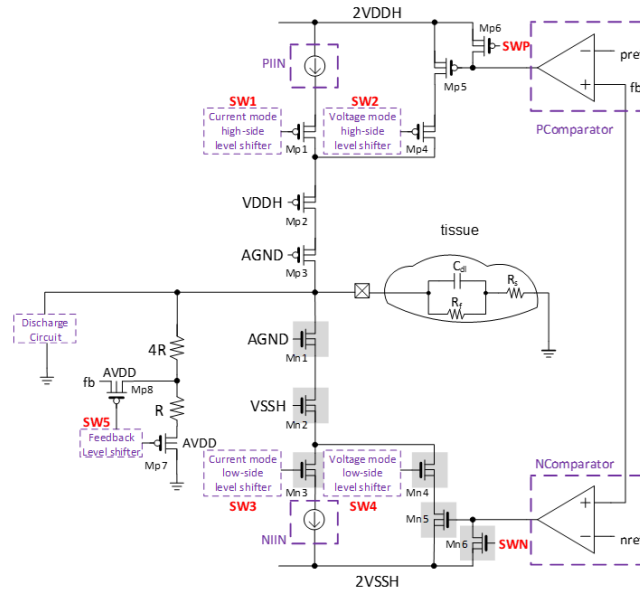 2VDDH
Mp6
SWP
pref
PIIN
Mp5
fb
SW1
SW2
Current mode
high-side
level shifter
Mp1
Voltage mode
high-side
level shifter
Mp4
PComparator
VDDH
Mp2
tissue
AGND
Mp3
Cdl
Rs
Rf
Discharge
Circuit
4R
AGND
Mn1
AVDD
fb
Mp8
R
VSSH
Mn2
SW5
Feedback
Level shifter
AVDD
Mp7
Current mode
low-side
level shifter
Mn3
Voltage mode
low-side
level shifter
Mn4
NComparator
SW3
SW4
Mn5
NIIN
Mn6
SWN
nref
2VSSH